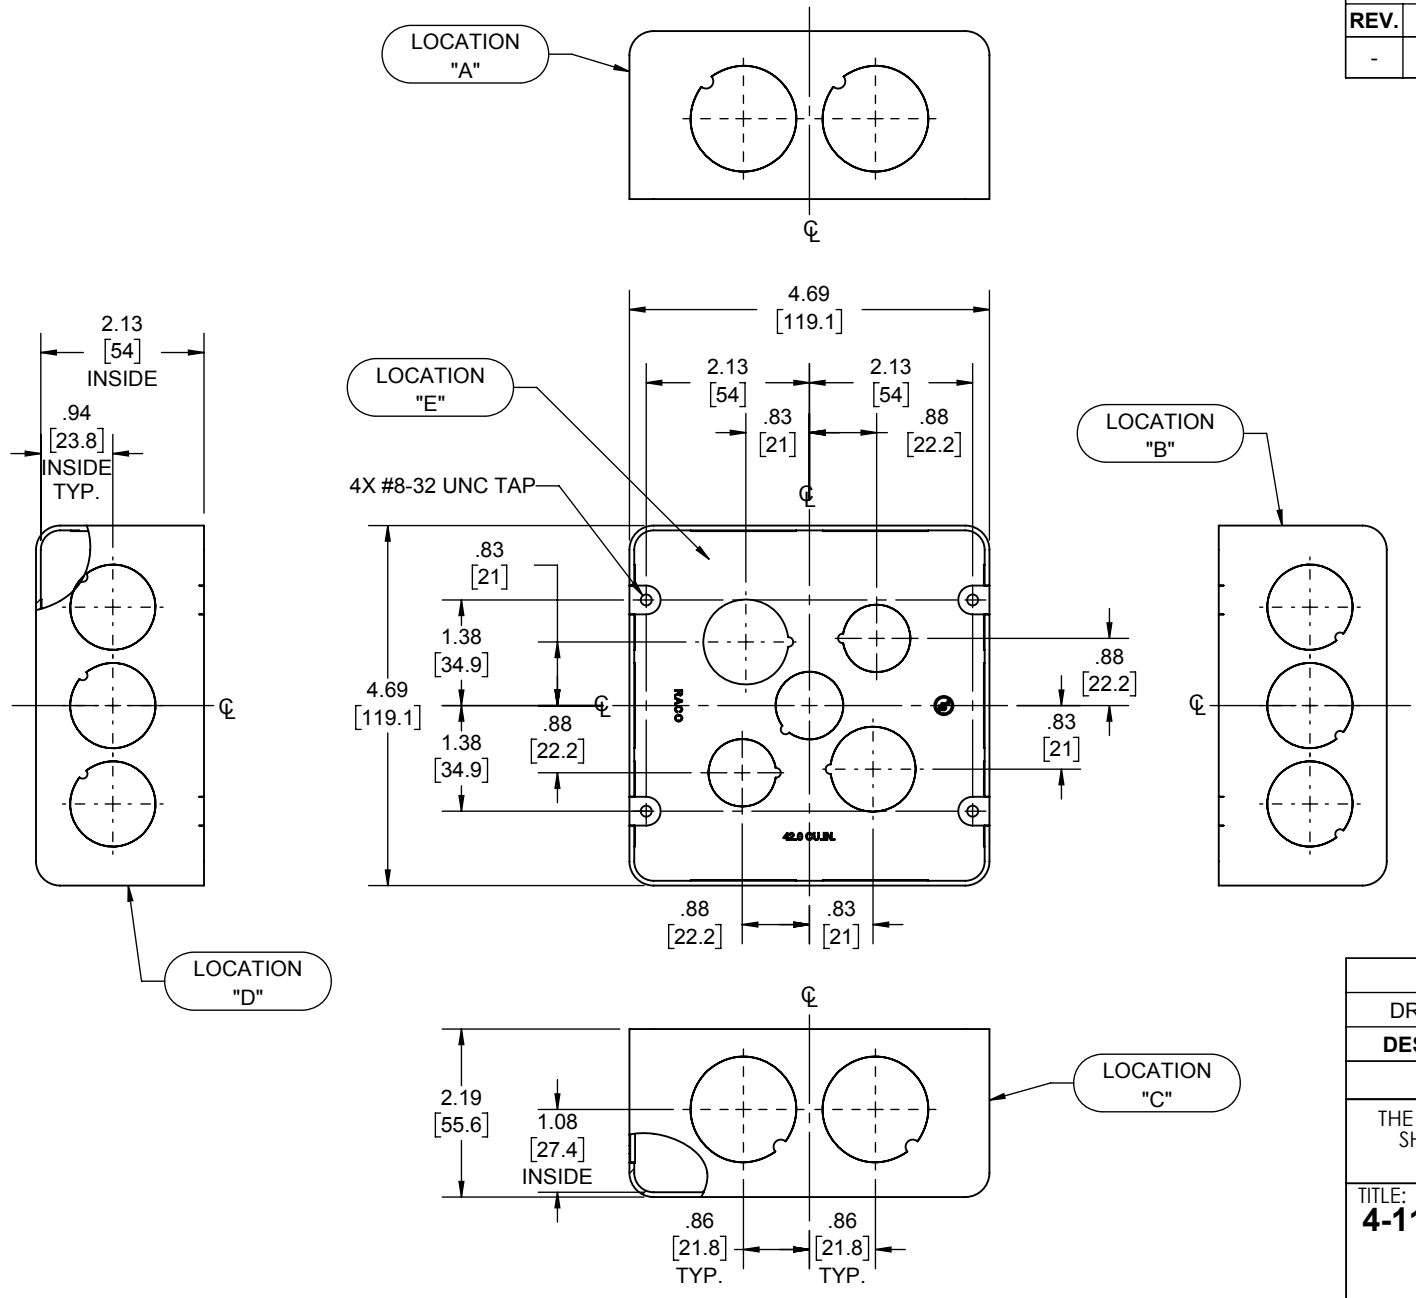 LOCATION
"A"
REV.
-
℄
4.69
[119.1]
2.13
[54]
INSIDE
.94
[23.8]
INSIDE
TYP.
LOCATION
"E"
2.13
[54]
2.13
[54]
.83
[21]
.88
[22.2]
LOCATION
"B"
4X #8-32 UNC TAP
℄
.83
[21]
1.38
[34.9]
4.69
[119.1]
1.38
[34.9]
.88
[22.2]
℄
RACO
.88
[22.2]
.83
[21]
℄
℄
42.0 CU.IN.
.88
[22.2]
.83
[21]
LOCATION
"D"
℄
2.19
[55.6]
1.08
[27.4]
INSIDE
LOCATION
"C"
.86
[21.8]
TYP.
.86
[21.8]
TYP.
DR
DES
THE
SH
TITLE:
4-11